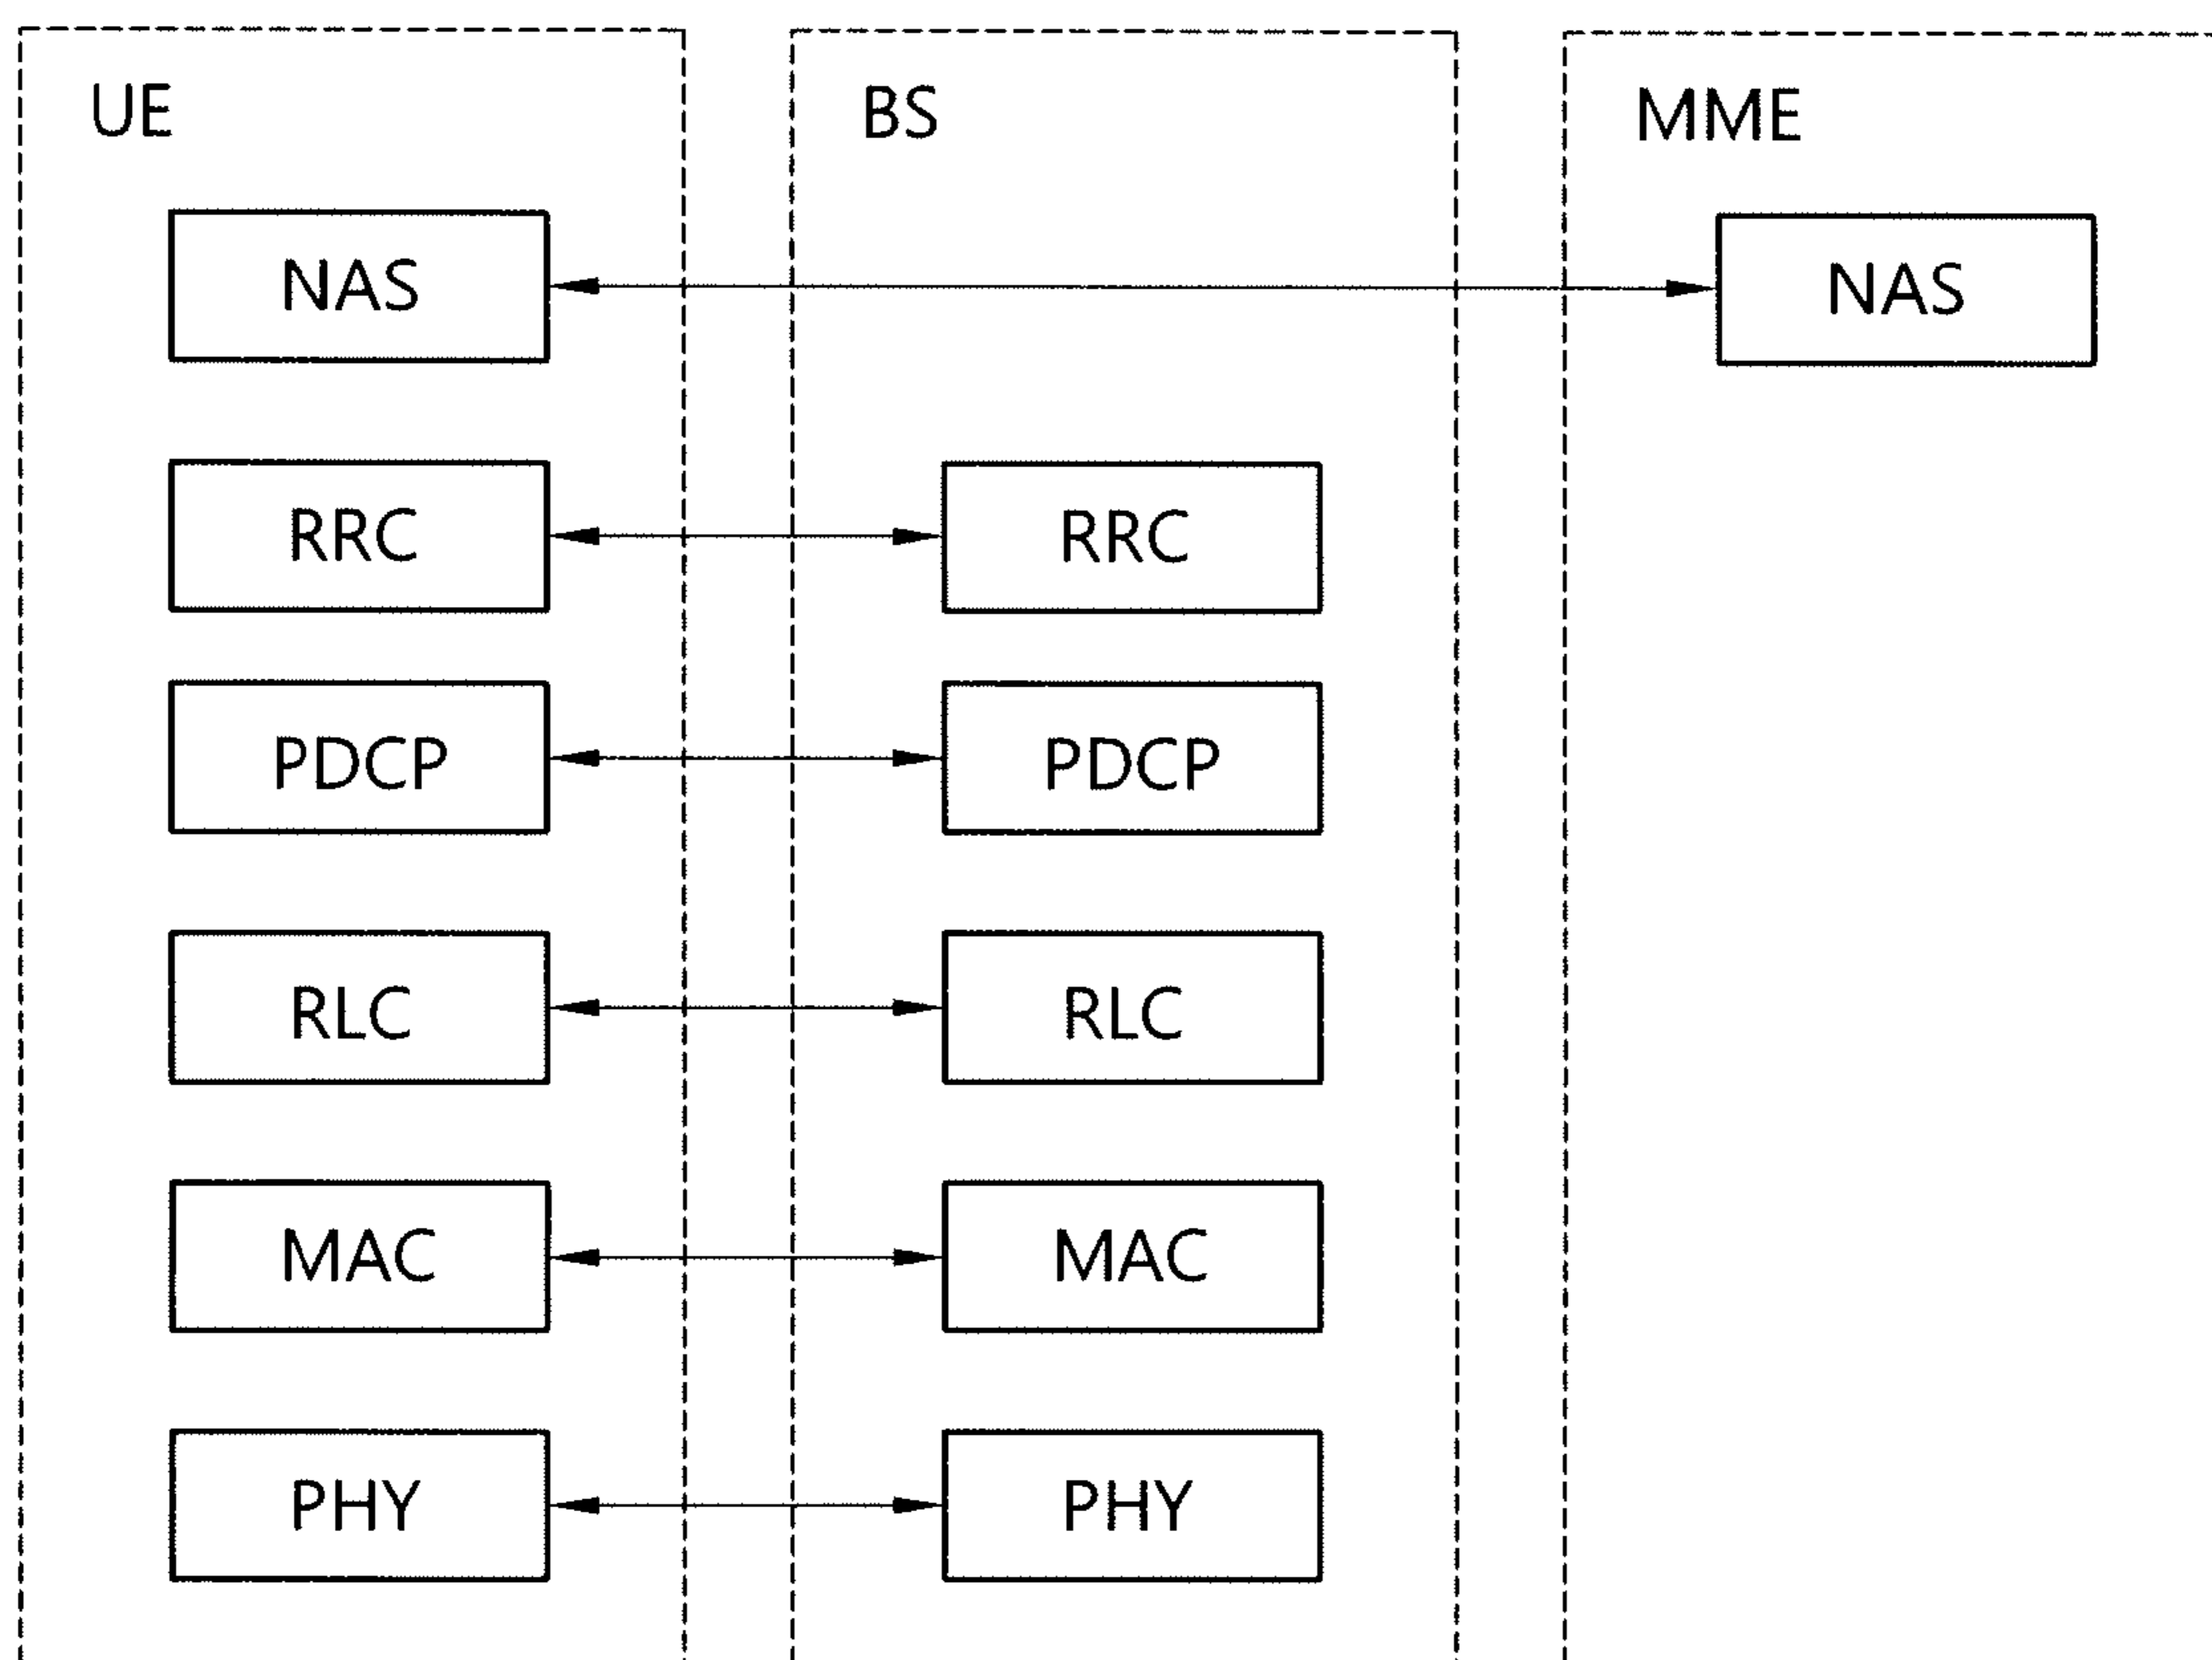 UE
BS
MME
NAS
NAS
RRC
RRC
PDCP
PDCP
RLC
RLC
MAC
MAC
PHY
PHY